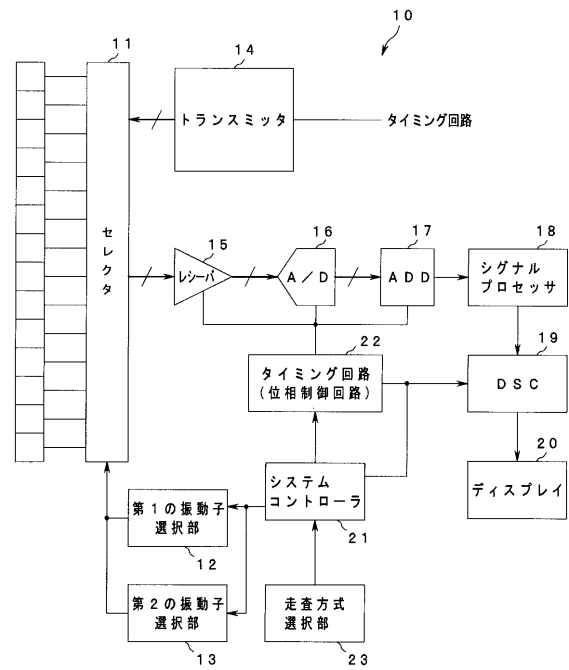 10
11
14
トランスミッタ
タイミング回路
セレクタ
15
レシーバ
16
A/D
17
ADD
18
シグナル
プロセッサ
22
タイミング回路
(位相制御回路)
19
DSC
20
ディスプレイ
システム
コントローラ
21
第1の振動子
選択部
12
第2の振動子
選択部
13
走査方式
選択部
23